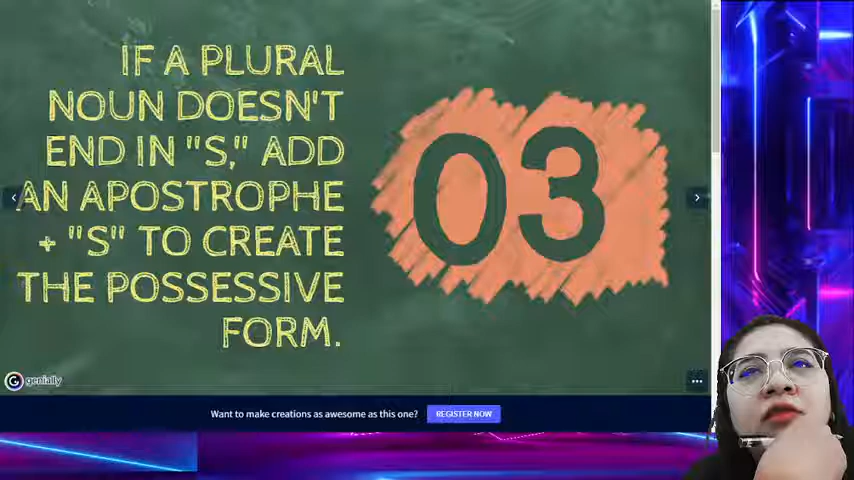 IF A PLURAL
NOUN DOESN'T
END IN "S," ADD
AN APOSTROPHE
+ "S" TO CREATE
THE POSSESSIVE
FORM.
03
genially
Want to make creations as awesome as this one?
REGISTER NOW